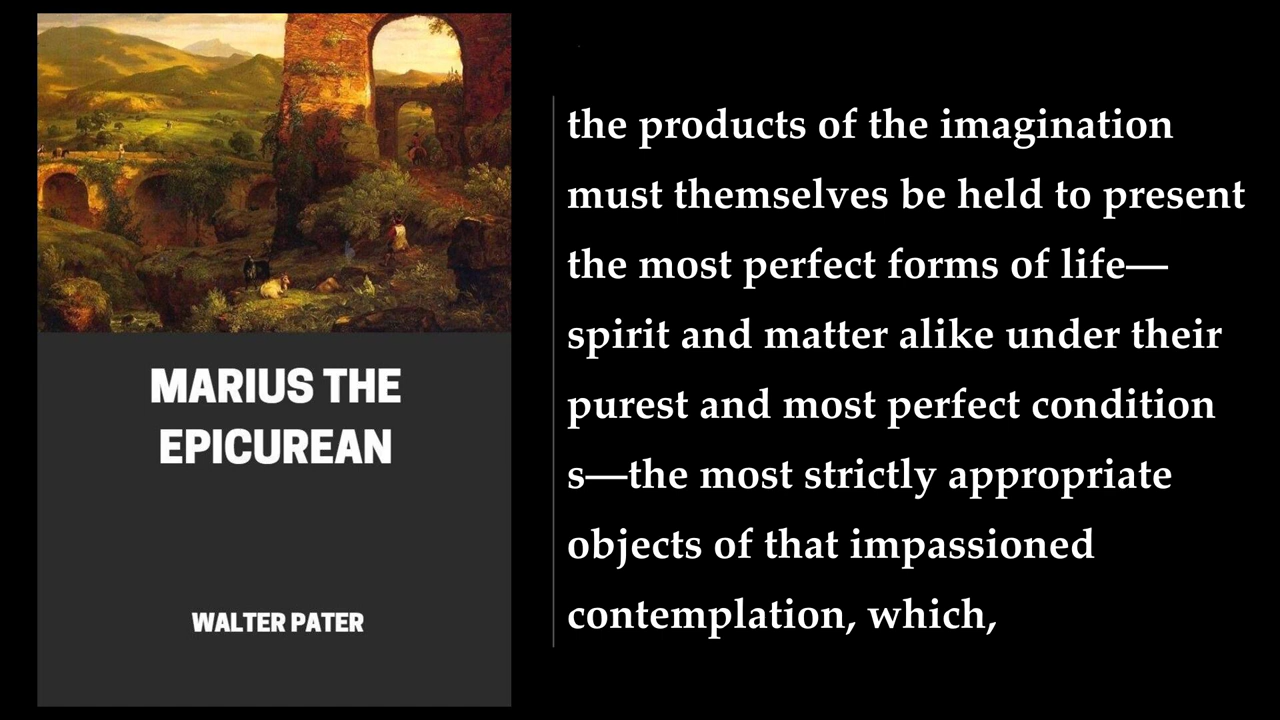 MARIUS THE
EPICUREAN
WALTER PATER
the products of the imagination
must themselves be held to present
the most perfect forms of life—
spirit and matter alike under their
purest and most perfect condition
s—the most strictly appropriate
objects of that impassioned
contemplation, which,